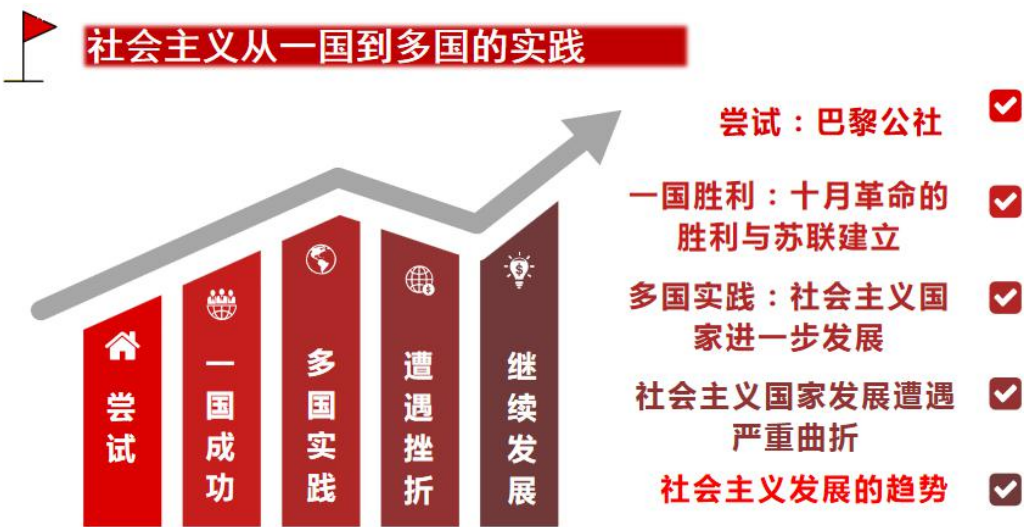 社会主义从一国到多国的实践
尝试：巴黎公社
一国胜利：十月革命的
胜利与苏联建立
多国实践：社会主义国
家进一步发展
社会主义国家发展遭遇
严重曲折
社会主义发展的趋势
尝试
一国成功
多国实践
遭遇挫折
继续发展